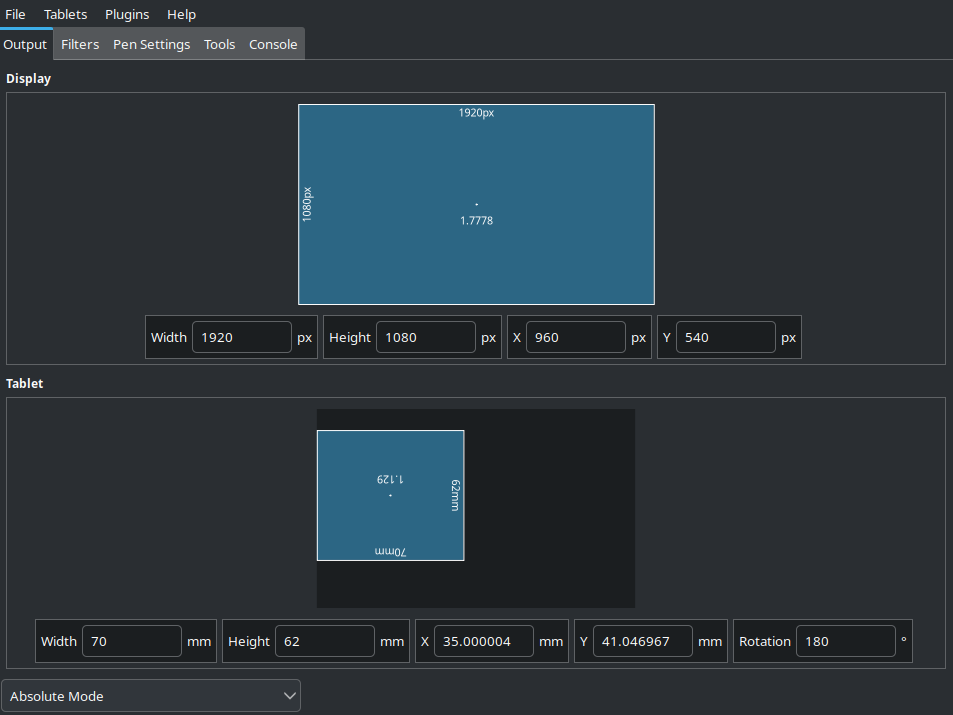 File Tablets Plugins Help
Output Filters Pen Settings Tools Console
Display
1920px
1080px
1.7778
Width 1920 px Height 1080 px X 960 px Y 540 px
Tablet
1.129
62mm
70mm
Width 70 mm Height 62 mm X 35.000004 mm Y 41.046967 mm Rotation 180 °
Absolute Mode